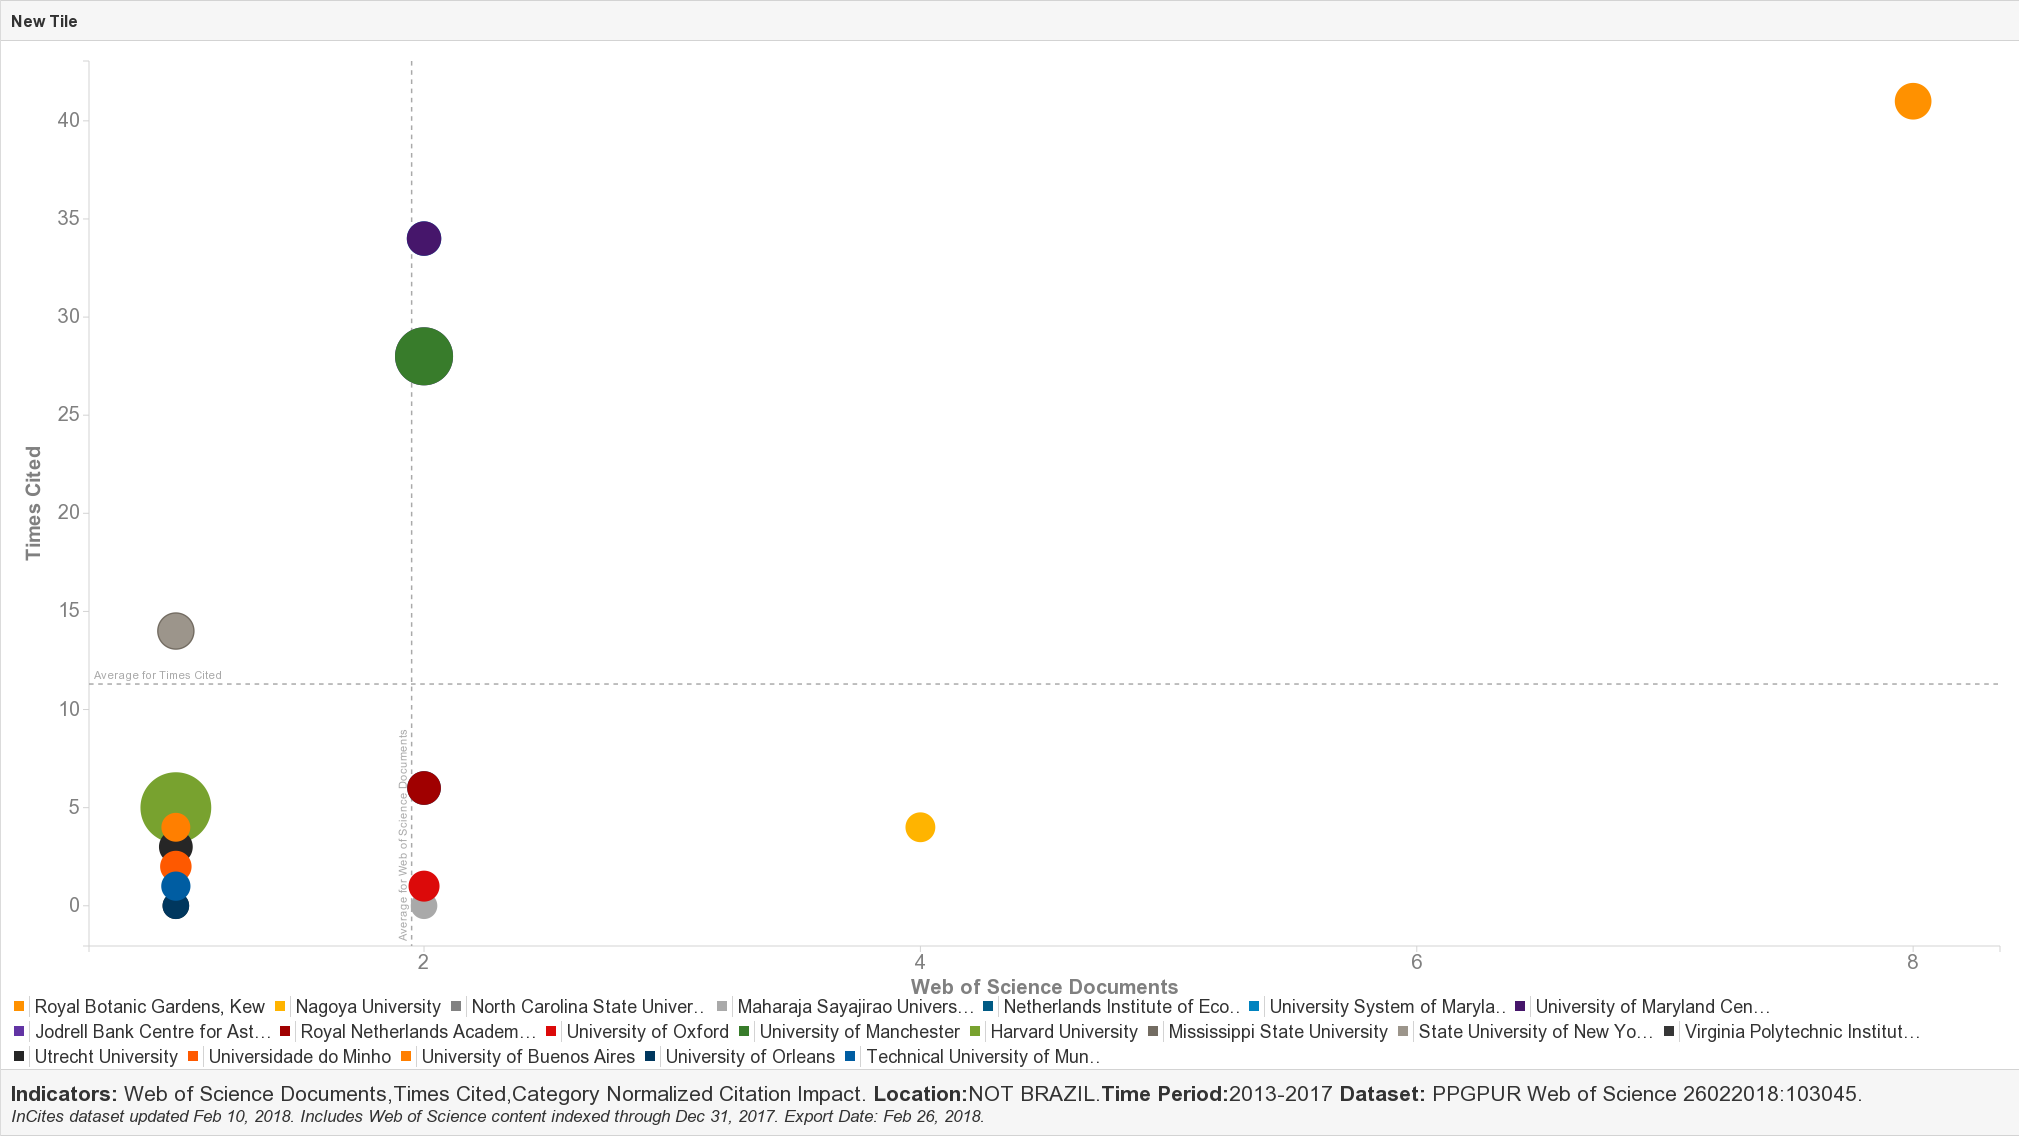 New Tile
40
35
30
25
20
15
10
5
0
Times Cited
Average for Times Cited
Average for Web of Science Documents
2
4
6
8
Web of Science Documents
Royal Botanic Gardens, Kew Nagoya University North Carolina State Univer.. Maharaja Sayajirao Univers... Netherlands Institute of Eco.. University System of Maryla.. University of Maryland Cen...
Jodrell Bank Centre for Ast... Royal Netherlands Academ... University of Oxford University of Manchester Harvard University Mississippi State University State University of New Yo... Virginia Polytechnic Institut...
Utrecht University Universidade do Minho University of Buenos Aires University of Orleans Technical University of Mun..
Indicators: Web of Science Documents,Times Cited,Category Normalized Citation Impact. Location:NOT BRAZIL.Time Period:2013-2017 Dataset: PPGPUR Web of Science 26022018:103045.
InCites dataset updated Feb 10, 2018. Includes Web of Science content indexed through Dec 31, 2017. Export Date: Feb 26, 2018.